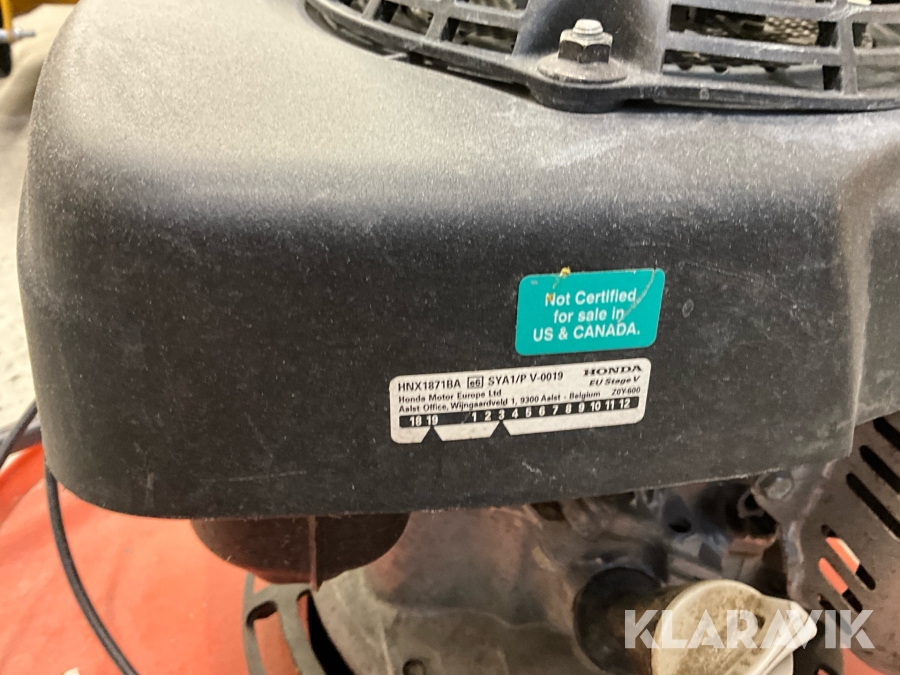 Not Certified
for sale in
US & CANADA.
HNX1871BA e6 SYA1/P V-0019 HONDA
Honda Motor Europe Ltd EU Stage V
Aalst Office, Wijngaardveld 1, 9300 Aalst - Belgium Z0Y-600
18 19 1 2 3 4 5 6 7 8 9 10 11 12
KLARAVIK